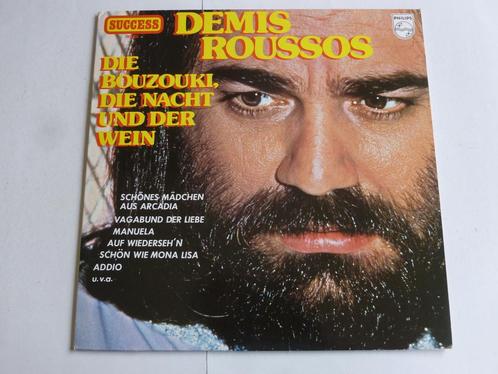 SUCCESS
DEMIS
ROUSSOS
PHILIPS
DIE
BOUZOUKI,
DIE NACHT
UND DER
WEIN
SCHÖNES MÄDCHEN
AUS ARCADIA
VAGABUND DER LIEBE
MANUELA
AUF WIEDERSEH'N
SCHÖN WIE MONA LISA
ADDIO
u.v.a.